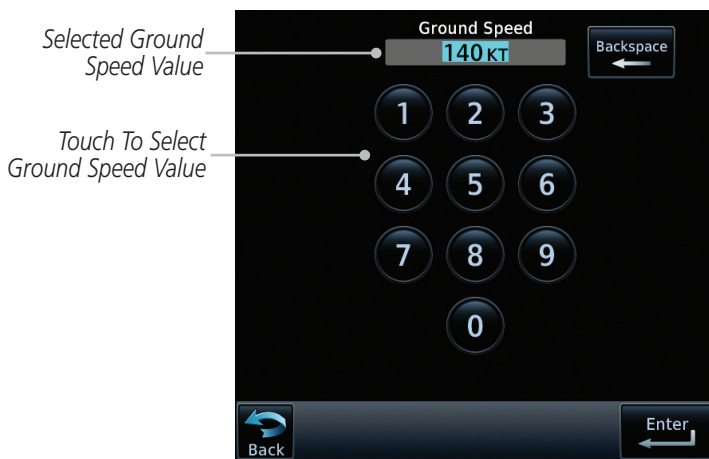 Selected Ground
Speed Value
Ground Speed
140 KT
Backspace
Touch To Select
Ground Speed Value
1 2 3
4 5 6
7 8 9
0
Back
Enter